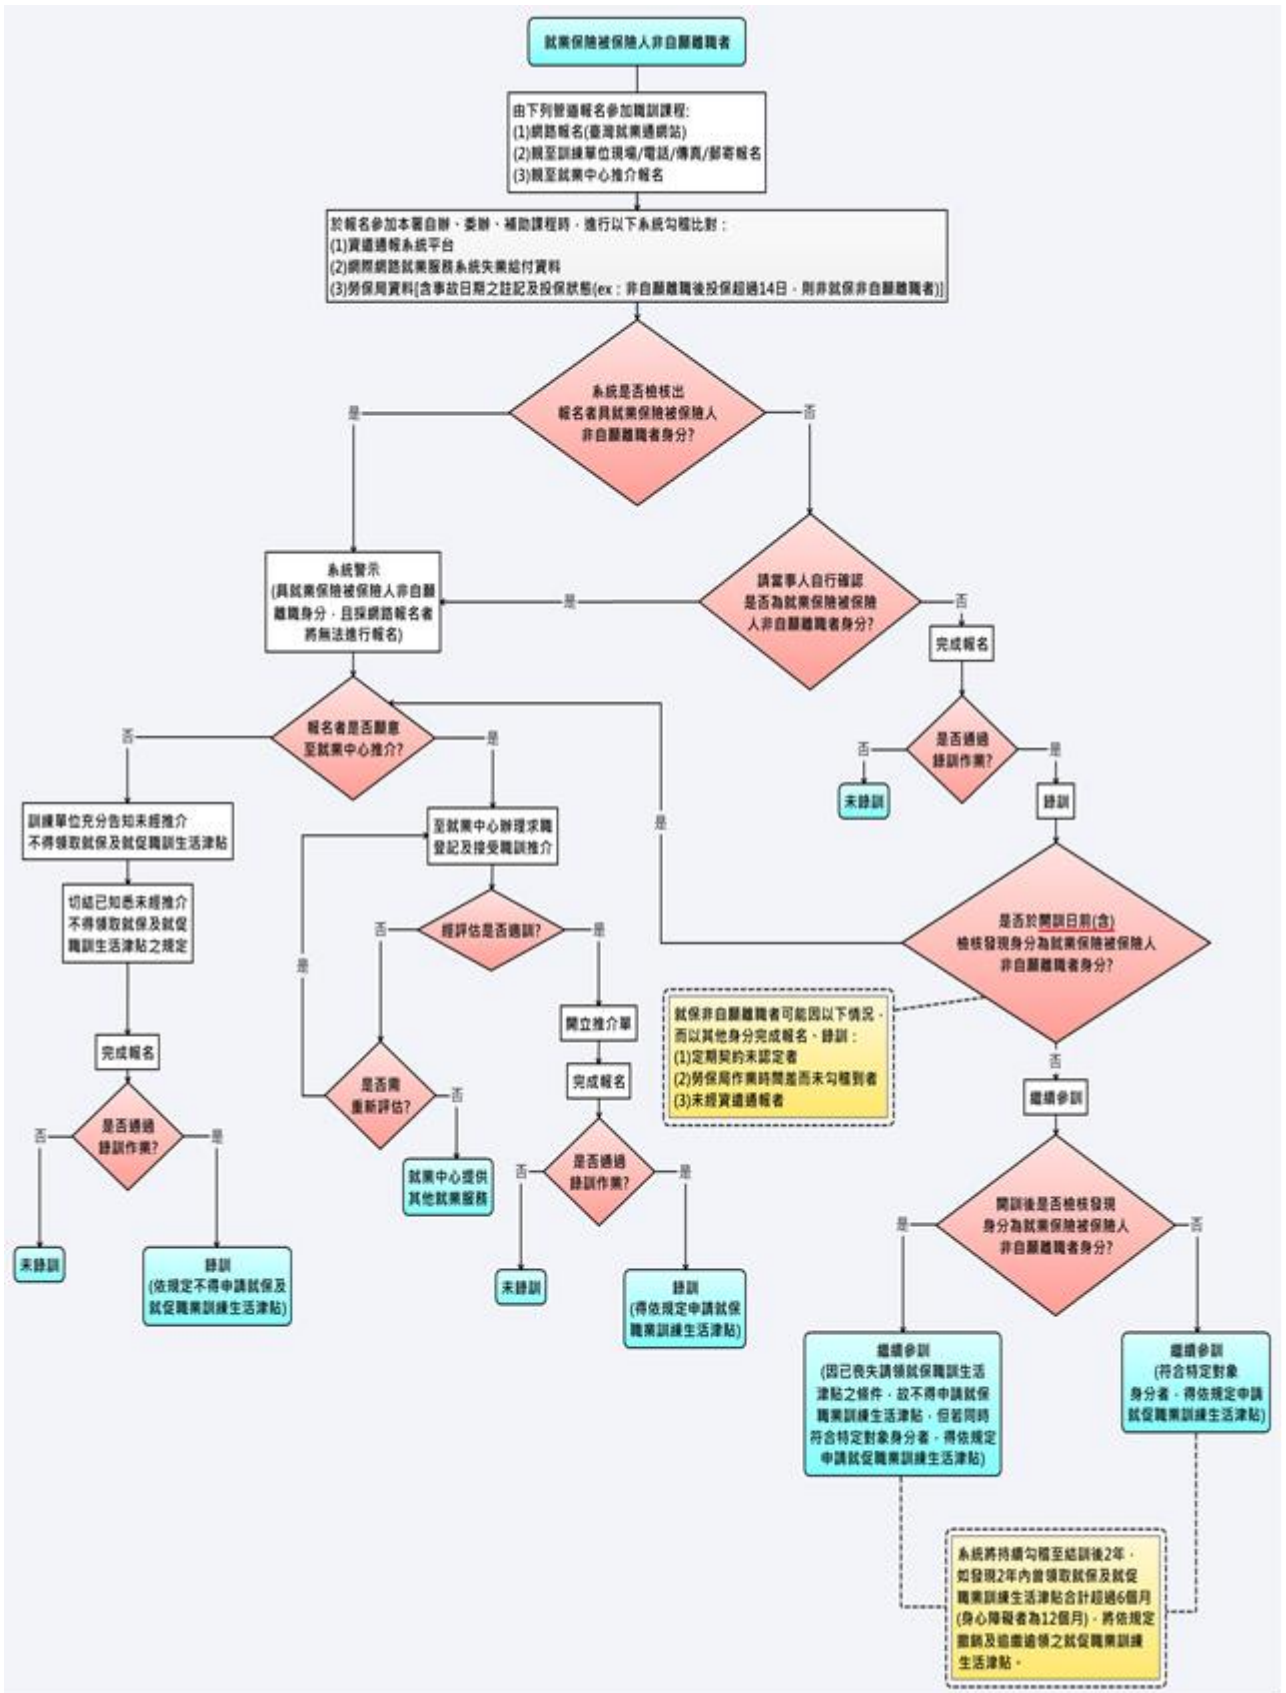 就業保險被保險人非自願離職者
由下列管道報名參加職訓課程:
(1)網路報名(臺灣就業通網站)
(2)親至訓練單位現場/電話/傳真/郵寄報名
(3)親至就業中心推介報名
於報名參加本署自辦、委辦、補助課程時，進行以下系統勾稽比對：
(1)資遣通報系統平台
(2)網際網路就業服務系統失業給付資料
(3)勞保局資料[含事故日期之註記及投保狀態(ex：非自願離職後投保超過14日，則非就保非自願離職者)]
系統是否檢核出
報名者具就業保險被保險人
非自願離職者身分?
是
否
系統警示
(具就業保險被保險人非自願
離職身分，且採網路報名者
將無法進行報名)
是
請當事人自行確認
是否為就業保險被保險
人非自願離職者身分?
否
完成報名
報名者是否願意
至就業中心推介?
否
是
是否通過
錄訓作業?
否
是
未錄訓
錄訓
訓練單位充分告知未經推介
不得領取就保及就促職訓生活津貼
至就業中心辦理求職
登記及接受職訓推介
是
切結已知悉未經推介
不得領取就保及就促
職訓生活津貼之規定
經評估是否適訓?
否
是
是
是否於開訓日前(含)
檢核發現身分為就業保險被保險人
非自願離職者身分?
就保非自願離職者可能因以下情況，
而以其他身分完成報名、錄訓：
(1)定期契約未認定者
(2)勞保局作業時間差而未勾稽到者
(3)未經資遣通報者
開立推介單
完成報名
完成報名
否
繼續參訓
是否需
重新評估?
否
是否通過
錄訓作業?
否
是
就業中心提供
其他就業服務
是否通過
錄訓作業?
否
是
開訓後是否檢核發現
身分為就業保險被保險人
非自願離職者身分?
是
否
未錄訓
錄訓
(依規定不得申請就保及
就促職業訓練生活津貼)
未錄訓
錄訓
(得依規定申請就保
職業訓練生活津貼)
繼續參訓
(因已喪失請領就保職訓生活
津貼之條件，故不得申請就保
職業訓練生活津貼，但若同時
符合特定對象身分者，得依規定
申請就促職業訓練生活津貼)
繼續參訓
(符合特定對象
身分者，得依規定申請
就促職業訓練生活津貼)
系統將持續勾稽至結訓後2年，
如發現2年內曾領取就保及就促
職業訓練生活津貼合計超過6個月
(身心障礙者為12個月)，將依規定
撤銷及追繳逾領之就促職業訓練
生活津貼。